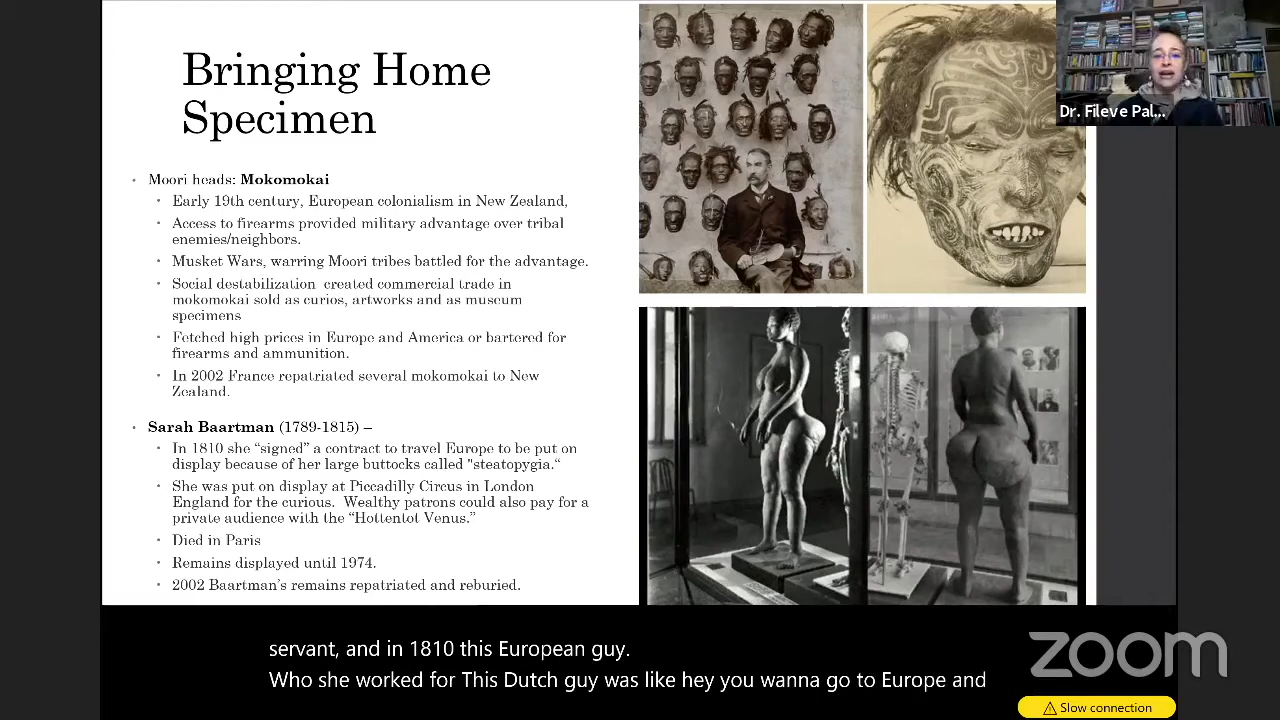 Bringing Home
Specimen
Moori heads: Mokomokai
Early 19th century, European colonialism in New Zealand,
Access to firearms provided military advantage over tribal
enemies/neighbors.
Musket Wars, warring Moori tribes battled for the advantage.
Social destabilization created commercial trade in
mokomokai sold as curios, artworks and as museum
specimens
Fetched high prices in Europe and America or bartered for
firearms and ammunition.
In 2002 France repatriated several mokomokai to New
Zealand.
Sarah Baartman (1789-1815) –
In 1810 she “signed” a contract to travel Europe to be put on
display because of her large buttocks called "steatopygia.“
She was put on display at Piccadilly Circus in London
England for the curious. Wealthy patrons could also pay for a
private audience with the “Hottentot Venus.”
Died in Paris
Remains displayed until 1974.
2002 Baartman’s remains repatriated and reburied.
Dr. Fileve Pal...
servant, and in 1810 this European guy.
Who she worked for This Dutch guy was like hey you wanna go to Europe and
zoom
Slow connection